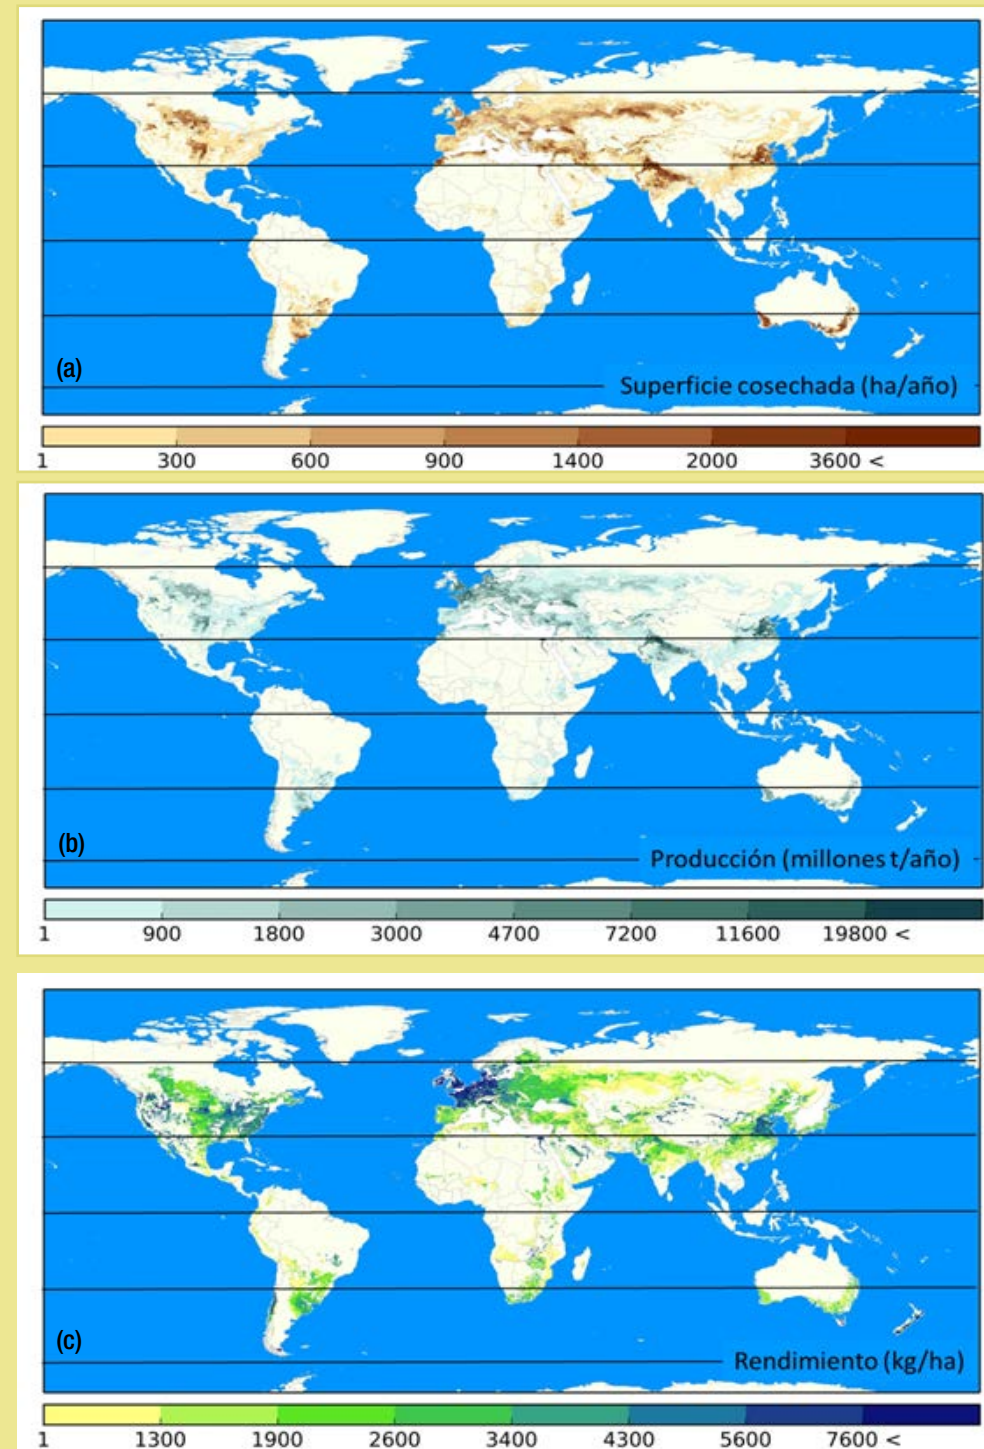 (a)
Superficie cosechada (ha/año)
1 300 600 900 1400 2000 3600 <
(b)
Producción (millones t/año)
1 900 1800 3000 4700 7200 11600 19800 <
(c)
Rendimiento (kg/ha)
1 1300 1900 2600 3400 4300 5600 7600 <